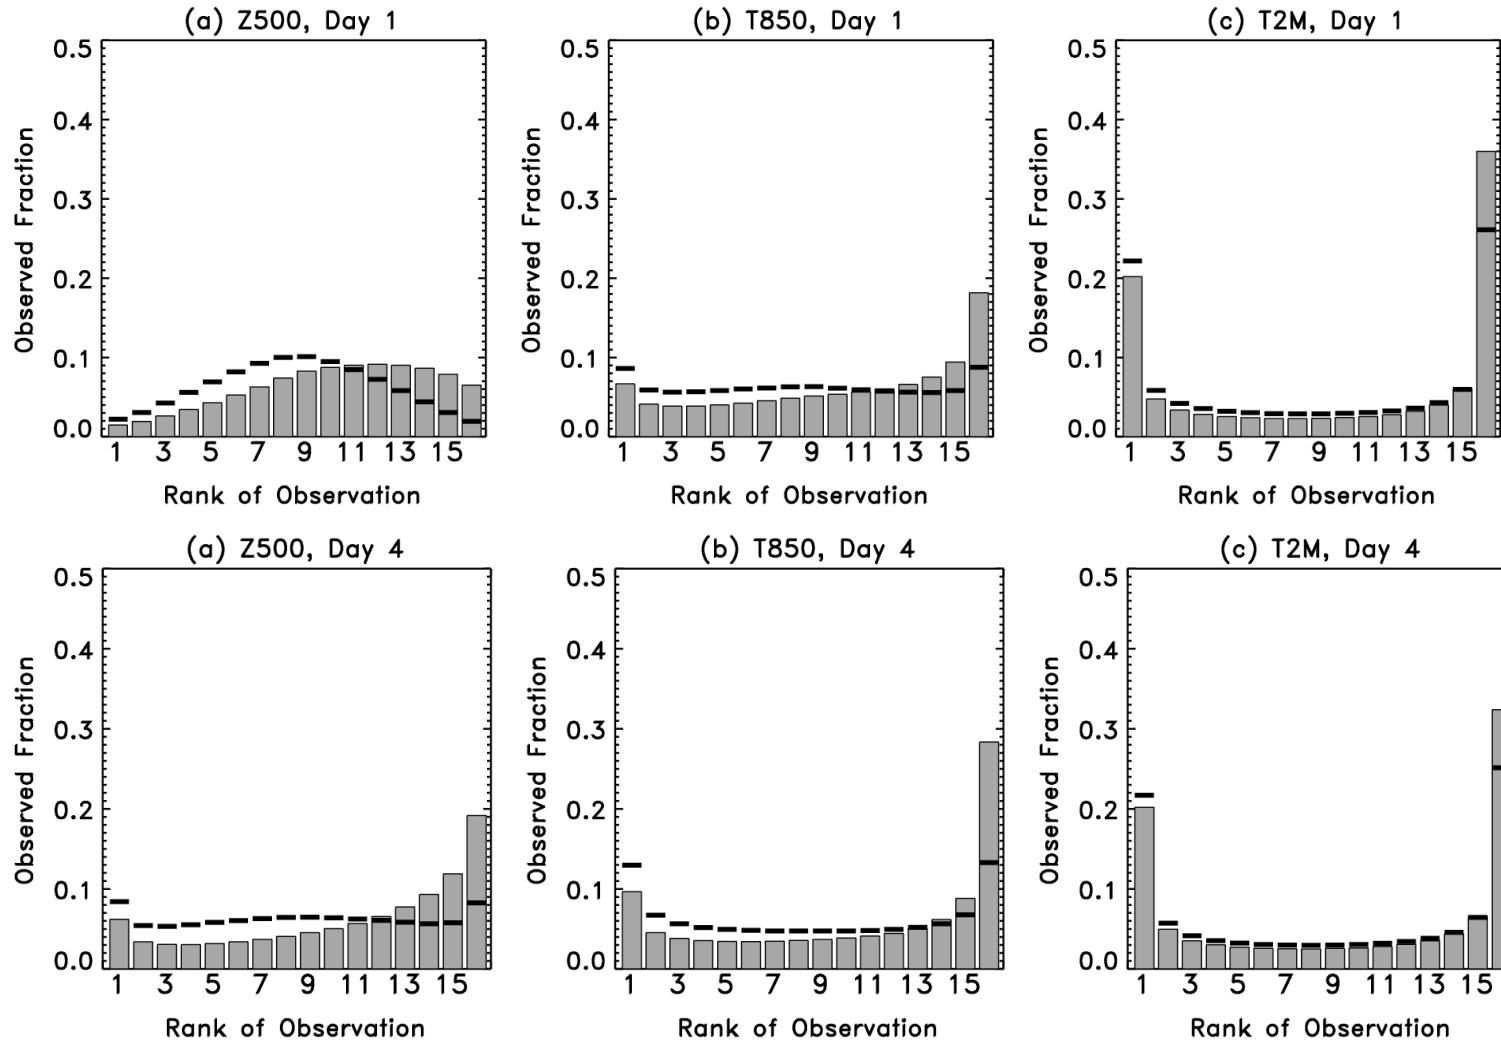 (a) Z500, Day 1
(b) T850, Day 1
(c) T2M, Day 1
Observed Fraction
0.5
0.4
0.3
0.2
0.1
0.0
1 3 5 7 9 11 13 15
Rank of Observation
Observed Fraction
0.5
0.4
0.3
0.2
0.1
0.0
1 3 5 7 9 11 13 15
Rank of Observation
Observed Fraction
0.5
0.4
0.3
0.2
0.1
0.0
1 3 5 7 9 11 13 15
Rank of Observation
(a) Z500, Day 4
(b) T850, Day 4
(c) T2M, Day 4
Observed Fraction
0.5
0.4
0.3
0.2
0.1
0.0
1 3 5 7 9 11 13 15
Rank of Observation
Observed Fraction
0.5
0.4
0.3
0.2
0.1
0.0
1 3 5 7 9 11 13 15
Rank of Observation
Observed Fraction
0.5
0.4
0.3
0.2
0.1
0.0
1 3 5 7 9 11 13 15
Rank of Observation